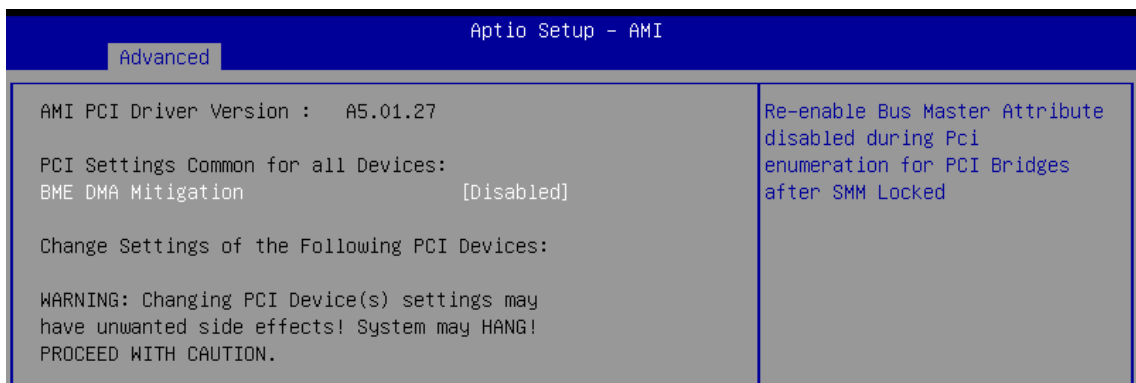 Aptio Setup – AMI
Advanced
AMI PCI Driver Version : A5.01.27
PCI Settings Common for all Devices:
BME DMA Mitigation [Disabled]
Change Settings of the Following PCI Devices:
WARNING: Changing PCI Device(s) settings may
have unwanted side effects! System may HANG!
PROCEED WITH CAUTION.
Re-enable Bus Master Attribute
disabled during Pci
enumeration for PCI Bridges
after SMM Locked